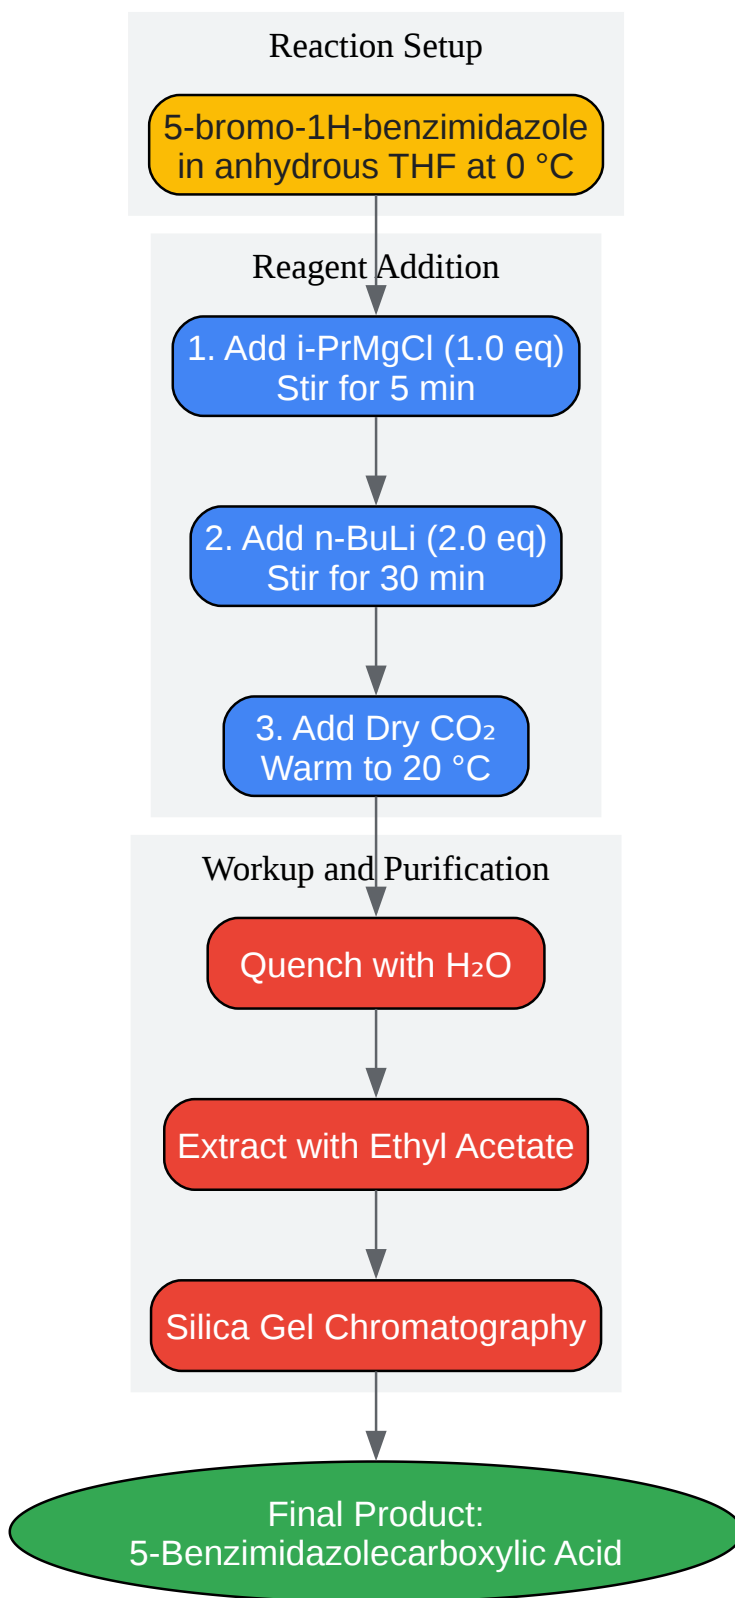 Reaction Setup
5-bromo-1H-benzimidazole
in anhydrous THF at 0 °C
Reagent Addition
1. Add i-PrMgCl (1.0 eq)
Stir for 5 min
2. Add n-BuLi (2.0 eq)
Stir for 30 min
3. Add Dry CO₂
Warm to 20 °C
Workup and Purification
Quench with H₂O
Extract with Ethyl Acetate
Silica Gel Chromatography
Final Product:
5-Benzimidazolecarboxylic Acid